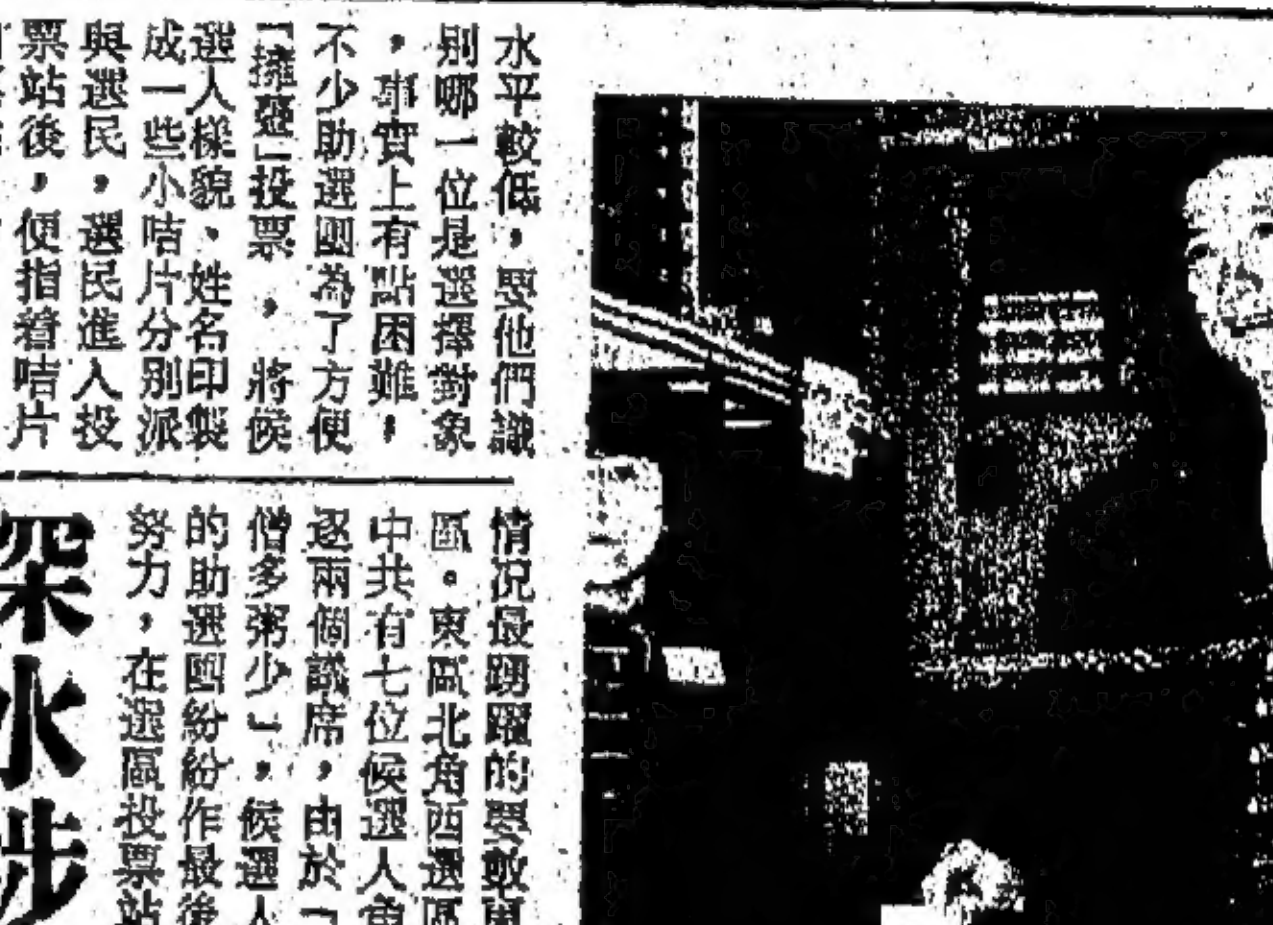 水平較低，要他們識
別哪一位是選擇對象
，事實上有點困難，
不少助選團為了方便
「擁躉」投票，將候
選人樣貌、姓名印製
成一些小咭片分別派
與選民，選民進入投
票站後，便指着咭片
情況最踴躍的要數東
區。東區北角西選區
中共有七位候選人角
逐兩個議席，由於「
僧多粥少」，候選人
的助選團紛紛作最後
努力，在選區投票站
深水埗